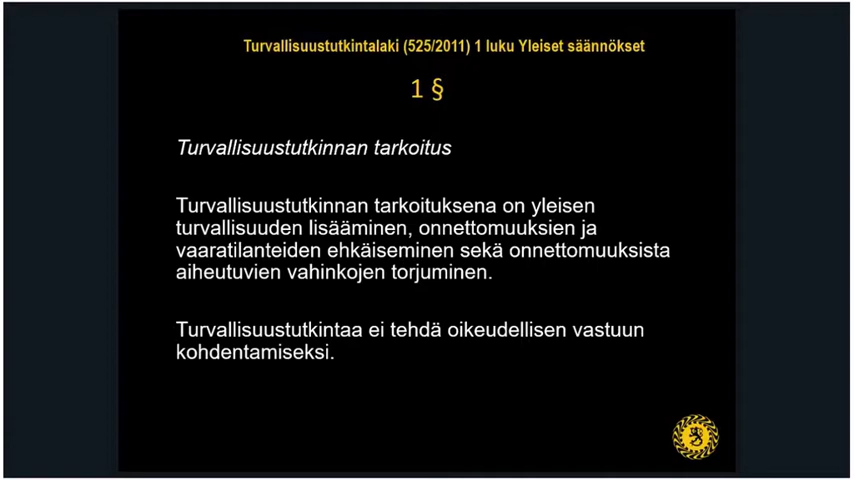 Turvallisuustutkintalaki (525/2011) 1 luku Yleiset säännökset
1 §
Turvallisuustutkinnan tarkoitus
Turvallisuustutkinnan tarkoituksena on yleisen
turvallisuuden lisääminen, onnettomuuksien ja
vaaratilanteiden ehkäiseminen sekä onnettomuuksista
aiheutuvien vahinkojen torjuminen.
Turvallisuustutkintaa ei tehdä oikeudellisen vastuun
kohdentamiseksi.